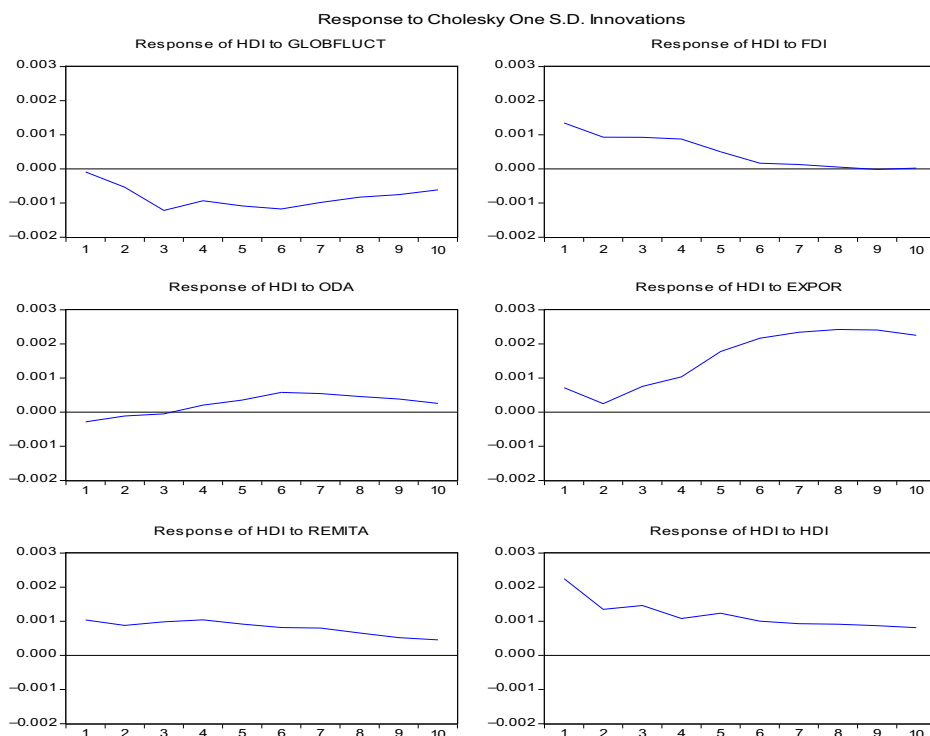 Response to Cholesky One S.D. Innovations
Response of HDI to GLOBFLUCT
0.003
0.002
0.001
0.000
−0.001
−0.002
1 2 3 4 5 6 7 8 9 10
Response of HDI to FDI
0.003
0.002
0.001
0.000
−0.001
−0.002
1 2 3 4 5 6 7 8 9 10
Response of HDI to ODA
0.003
0.002
0.001
0.000
−0.001
−0.002
1 2 3 4 5 6 7 8 9 10
Response of HDI to EXPOR
0.003
0.002
0.001
0.000
−0.001
−0.002
1 2 3 4 5 6 7 8 9 10
Response of HDI to REMITA
0.003
0.002
0.001
0.000
−0.001
−0.002
1 2 3 4 5 6 7 8 9 10
Response of HDI to HDI
0.003
0.002
0.001
0.000
−0.001
−0.002
1 2 3 4 5 6 7 8 9 10